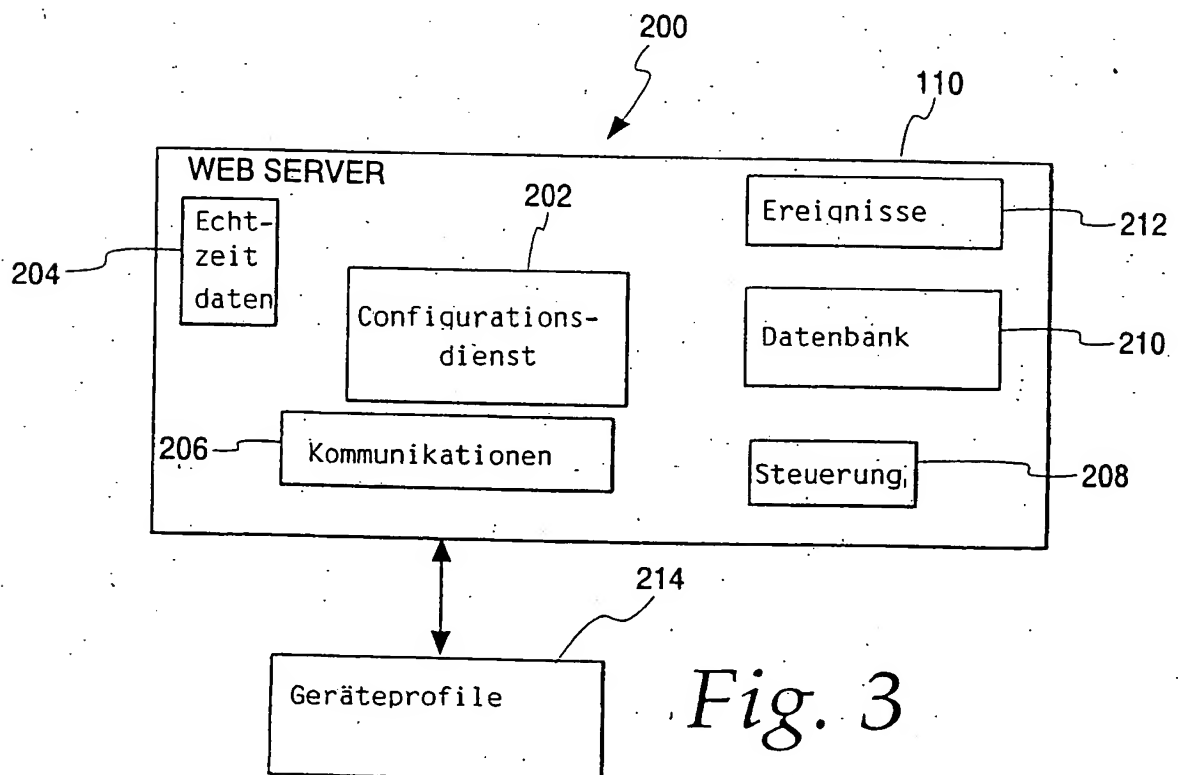 200
110
WEB SERVER
202
Ereignisse
212
Echt-
zeit
daten
204
Configurations-
dienst
Datenbank
210
206
Kommunikationen
Steuerung
208
214
Geräteprofile
Fig. 3